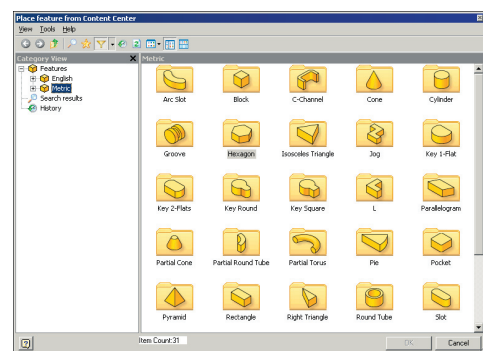 Place feature from Content Center
View Tools Help
Category View
Metric
Features
English
Metric
Search results
History
Arc Slot
Block
C-Channel
Cone
Cylinder
Groove
Hexagon
Isosceles Triangle
Jog
Key 1-Flat
Key 2-Flats
Key Round
Key Square
L
Parallelogram
Partial Cone
Partial Round Tube
Partial Torus
Pie
Pocket
Pyramid
Rectangle
Right Triangle
Round Tube
Slot
Item Count:31
OK
Cancel